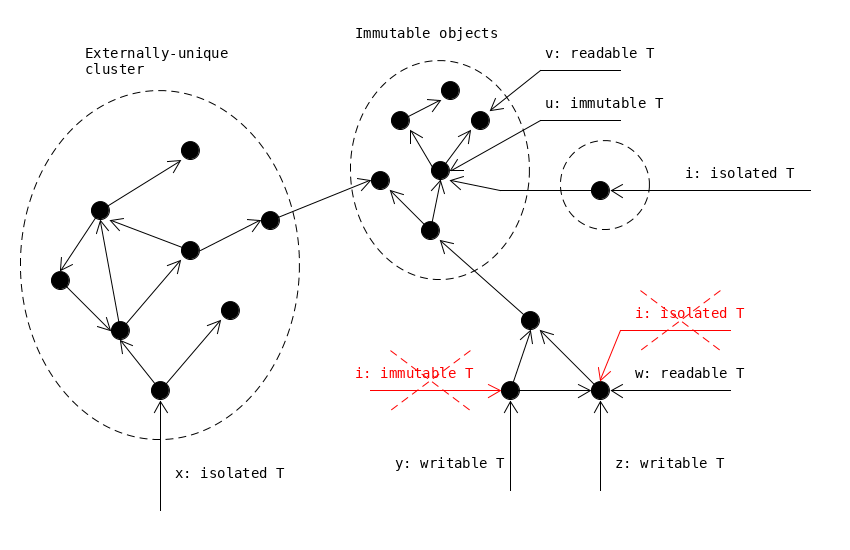 Immutable objects
Externally-unique
cluster
v: readable T
u: immutable T
i: isolated T
i: isolated T
i: immutable T
w: readable T
y: writable T
z: writable T
x: isolated T